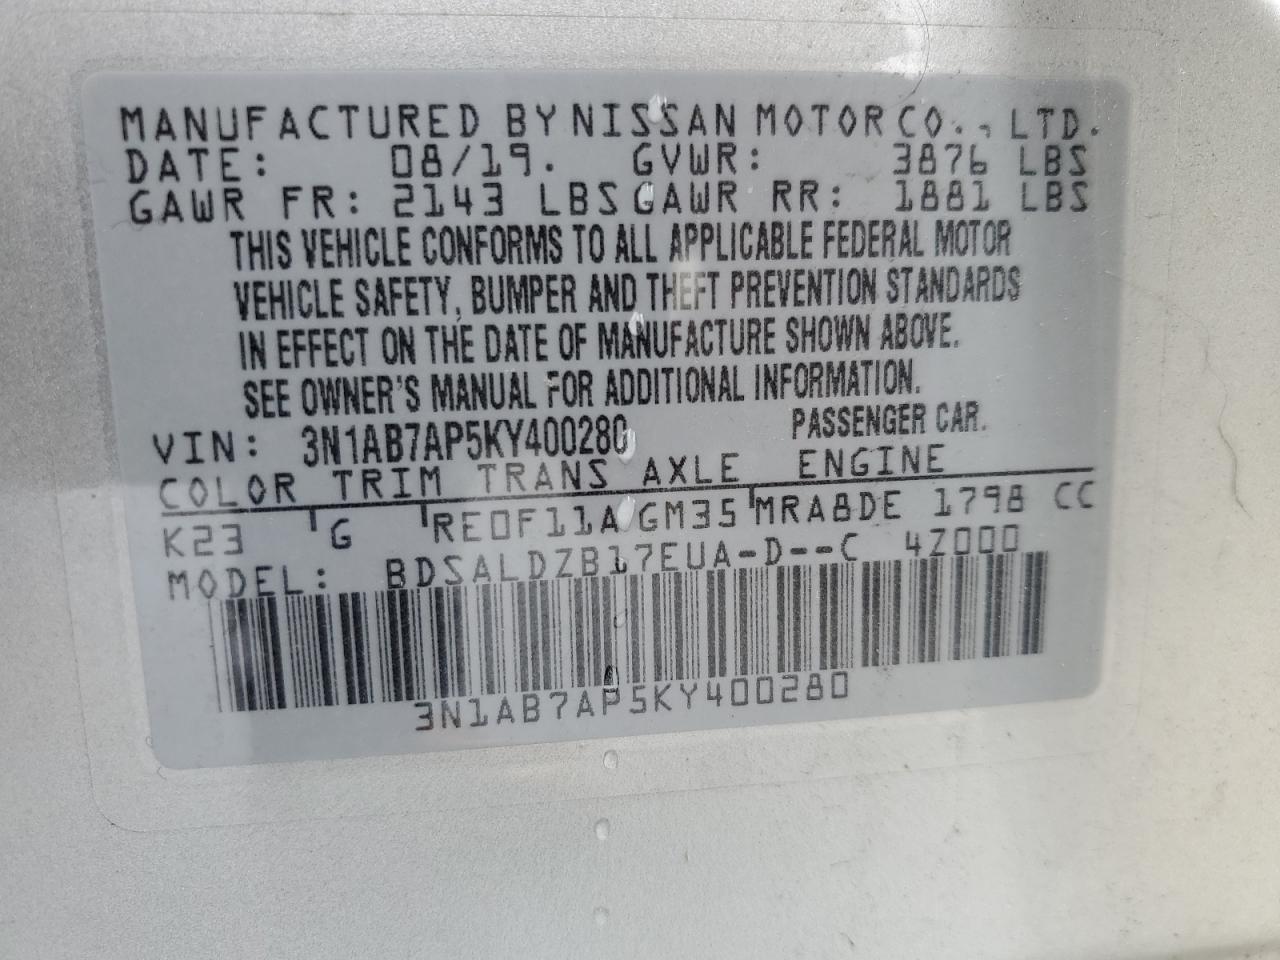 MANUFACTURED BY NISSAN MOTOR CO., LTD.
DATE: 08/19. GVWR: 3876 LBS
GAWR FR: 2143 LBS GAWR RR: 1881 LBS
THIS VEHICLE CONFORMS TO ALL APPLICABLE FEDERAL MOTOR
VEHICLE SAFETY, BUMPER AND THEFT PREVENTION STANDARDS
IN EFFECT ON THE DATE OF MANUFACTURE SHOWN ABOVE.
SEE OWNER'S MANUAL FOR ADDITIONAL INFORMATION.
VIN: 3N1AB7AP5KY400280 PASSENGER CAR.
COLOR TRIM TRANS AXLE ENGINE
K23 G RE0F11A GM35 MRA8DE 1798 CC
MODEL: BDSALDZB17EUA-D--C 4Z000
3N1AB7AP5KY400280